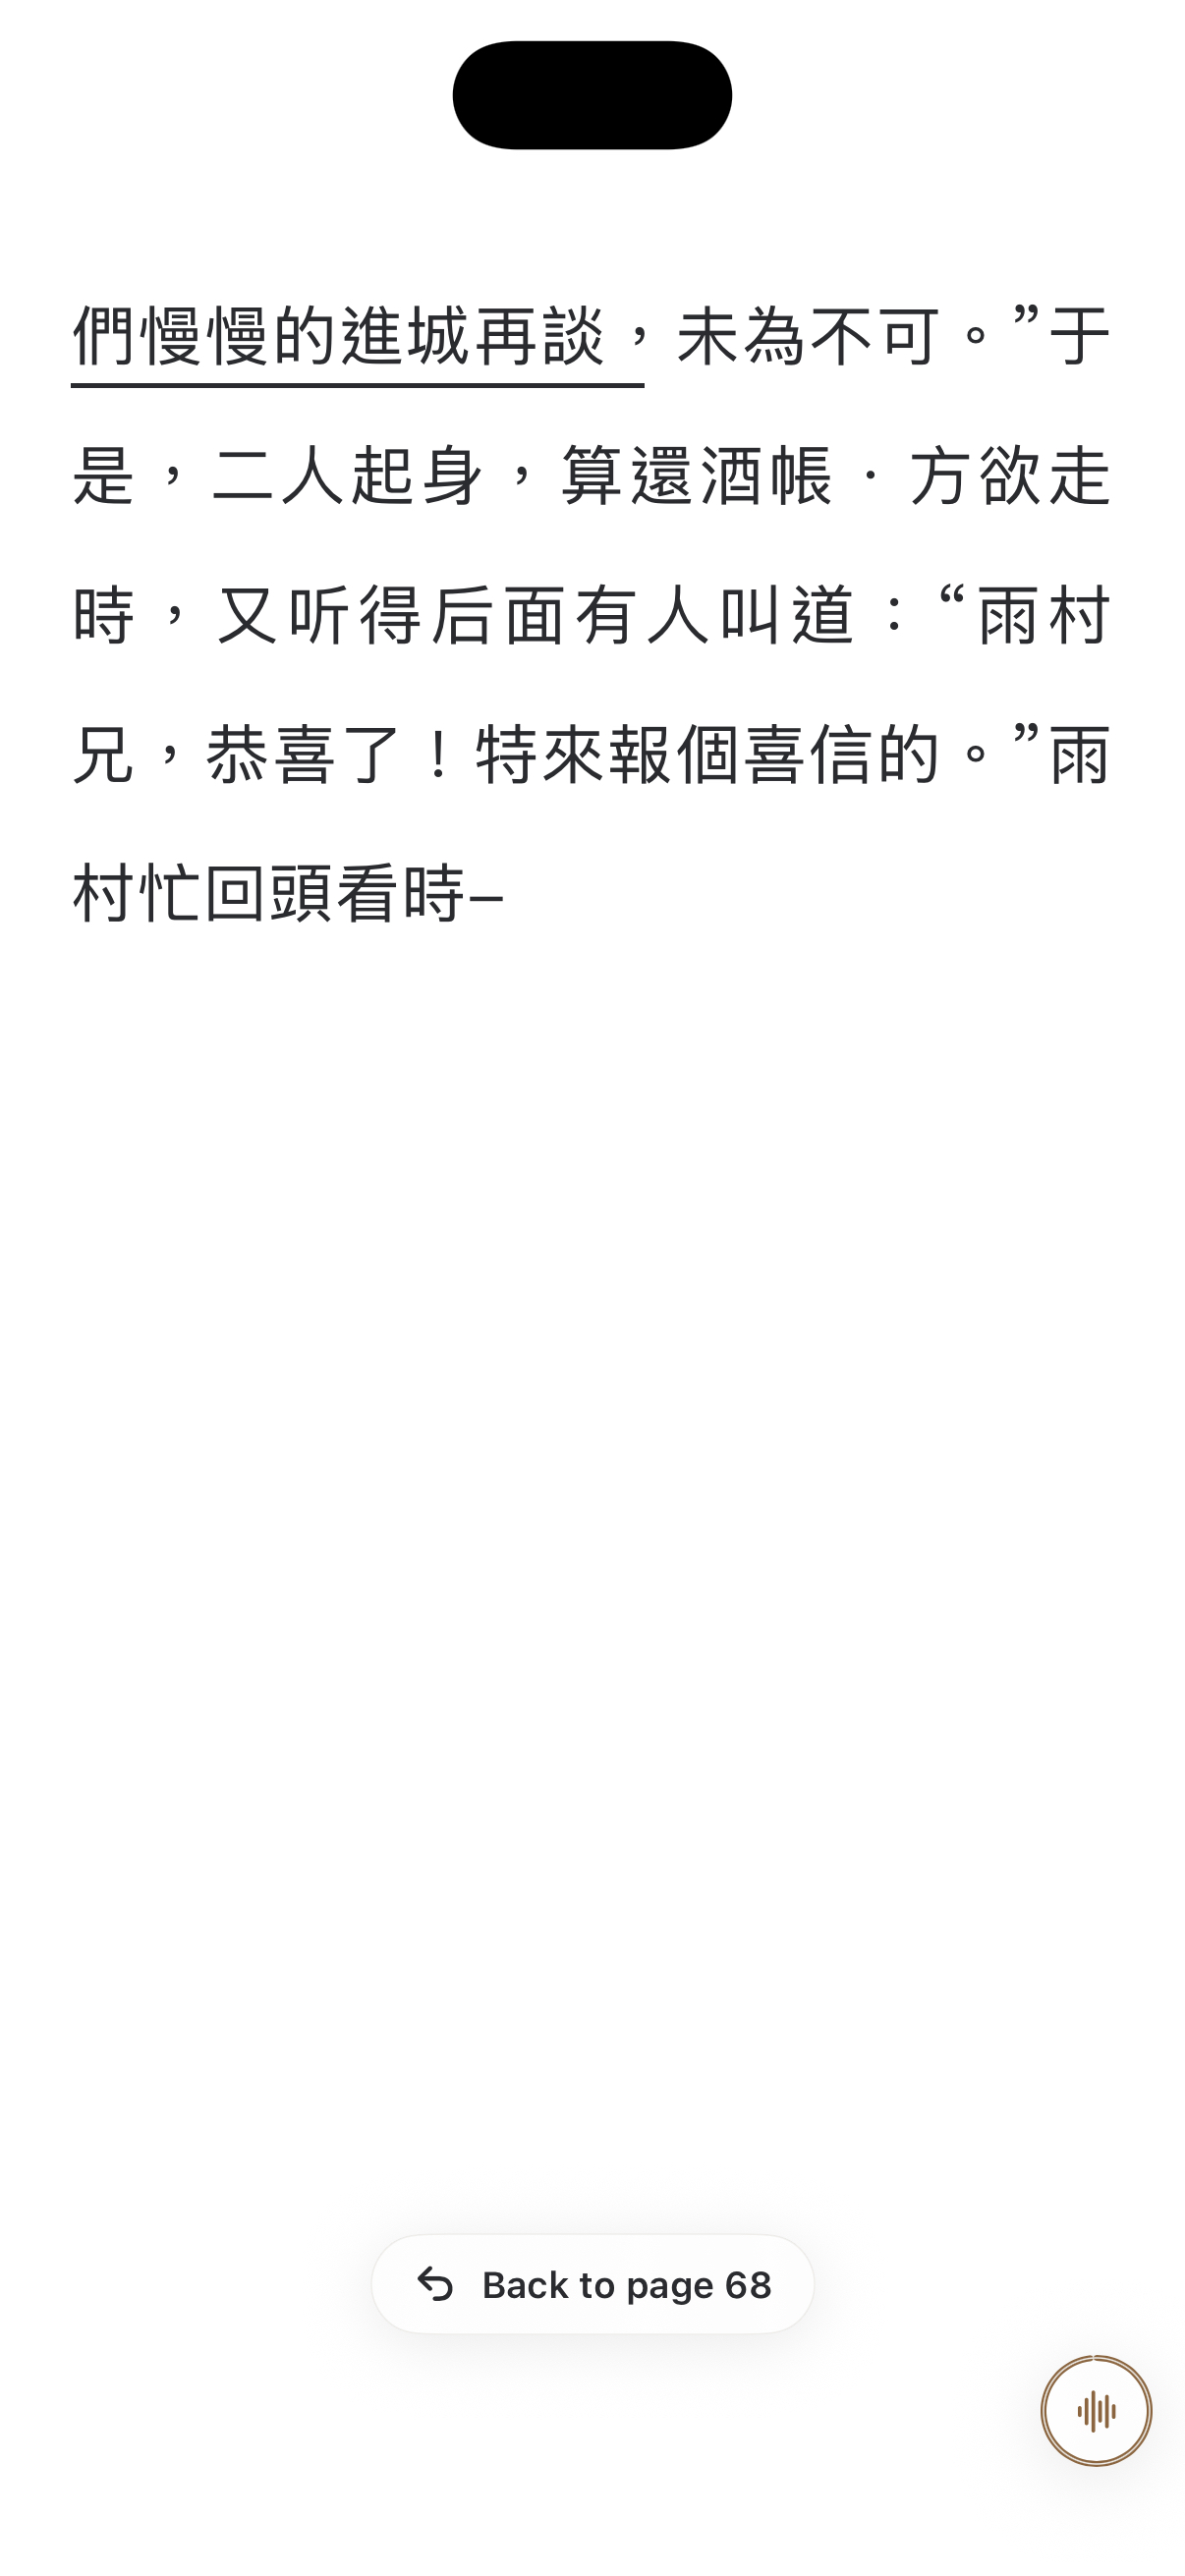 們慢慢的進城再談，未為不可。”于
是，二人起身，算還酒帳．方欲走
時，又听得后面有人叫道：“雨村
兄，恭喜了！特來報個喜信的。”雨
村忙回頭看時–
Back to page 68